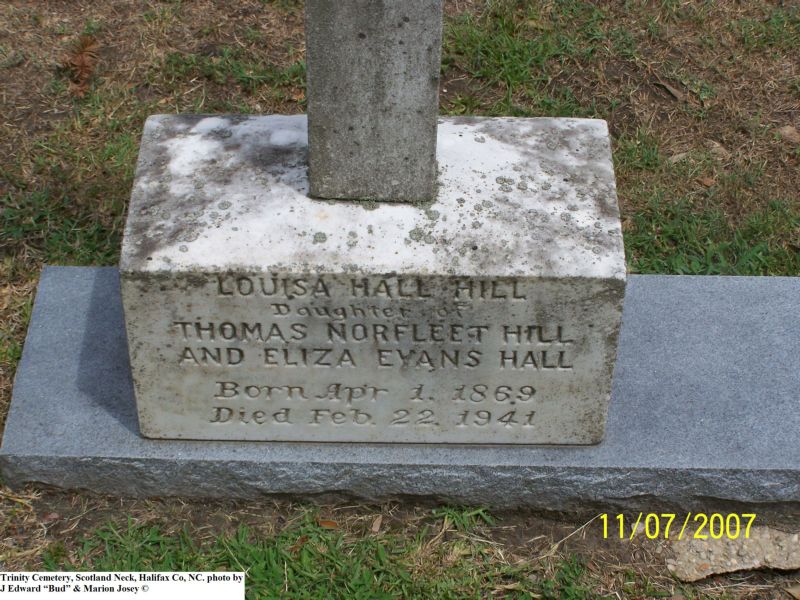 LOUISA HALL HILL
Daughter of
THOMAS NORFLEET HILL
AND ELIZA EVANS HALL
Born Apr 1, 1869
Died Feb. 22, 1941
11/07/2007
Trinity Cemetery, Scotland Neck, Halifax Co, NC. photo by
J Edward “Bud” & Marion Josey ©